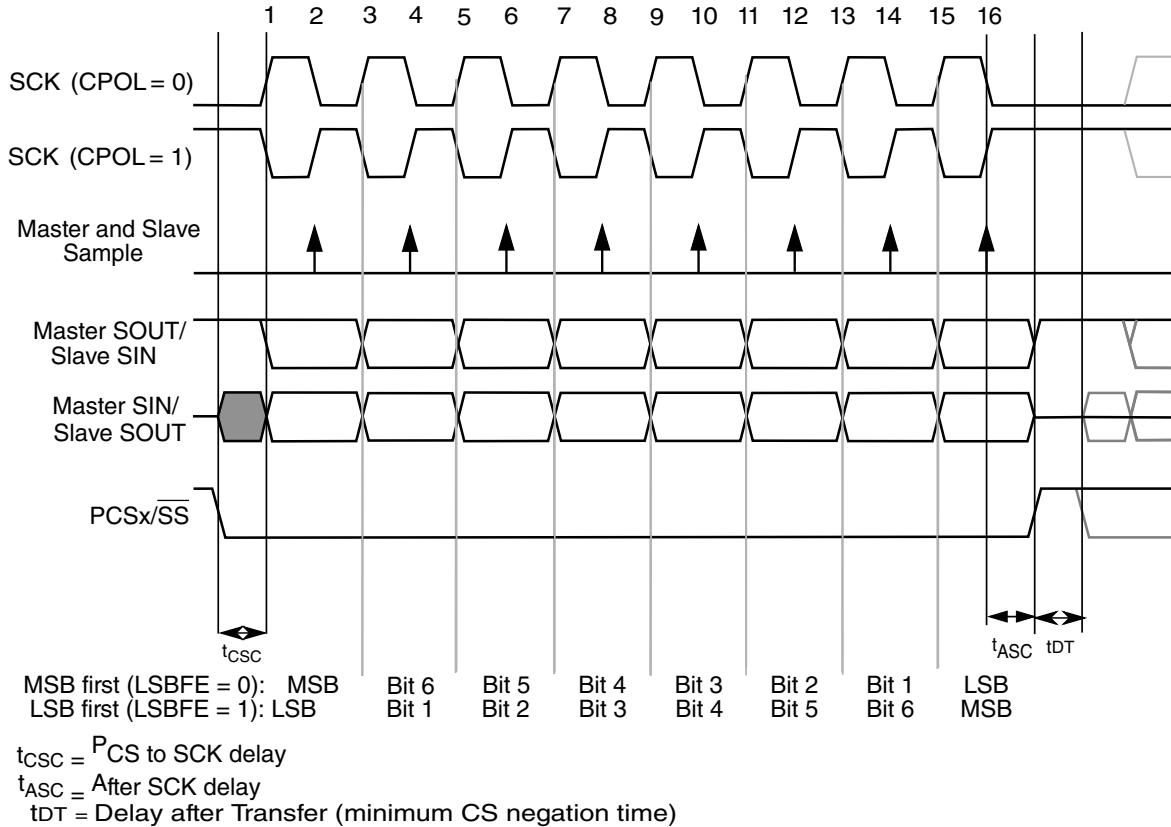 1 2 3 4 5 6 7 8 9 10 11 12 13 14 15 16
SCK (CPOL = 0)
SCK (CPOL = 1)
Master and Slave
Sample
Master SOUT/
Slave SIN
Master SIN/
Slave SOUT
PCSx/SS
tCSC tASC tDT
MSB first (LSBFE = 0): MSB Bit 6 Bit 5 Bit 4 Bit 3 Bit 2 Bit 1 LSB
LSB first (LSBFE = 1): LSB Bit 1 Bit 2 Bit 3 Bit 4 Bit 5 Bit 6 MSB
tCSC = PCS to SCK delay
tASC = After SCK delay
tDT = Delay after Transfer (minimum CS negation time)